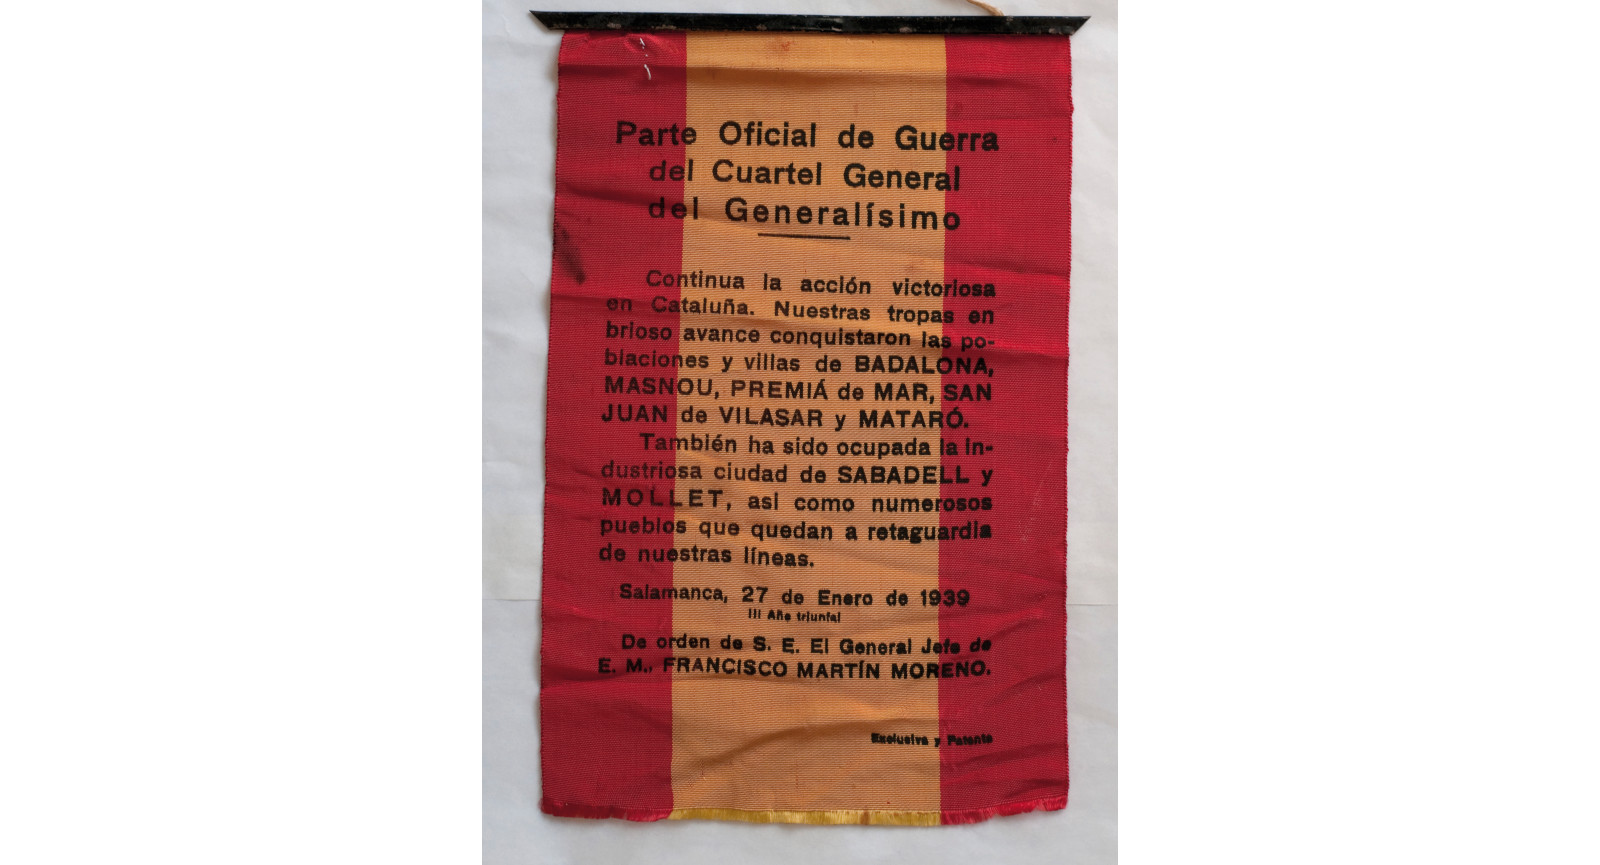 Parte Oficial de Guerra
del Cuartel General
del Generalísimo
Continua la acción victoriosa
en Cataluña. Nuestras tropas en
brioso avance conquistaron las po-
blaciones y villas de BADALONA,
MASNOU, PREMIÁ de MAR, SAN
JUAN de VILASAR y MATARÓ.
También ha sido ocupada la in-
dustriosa ciudad de SABADELL y
MOLLET, asi como numerosos
pueblos que quedan a retaguardia
de nuestras líneas.
Salamanca, 27 de Enero de 1939
III Año triunfal
De orden de S. E. El General Jefe de
E. M., FRANCISCO MARTÍN MORENO.
Exclusiva y Patente